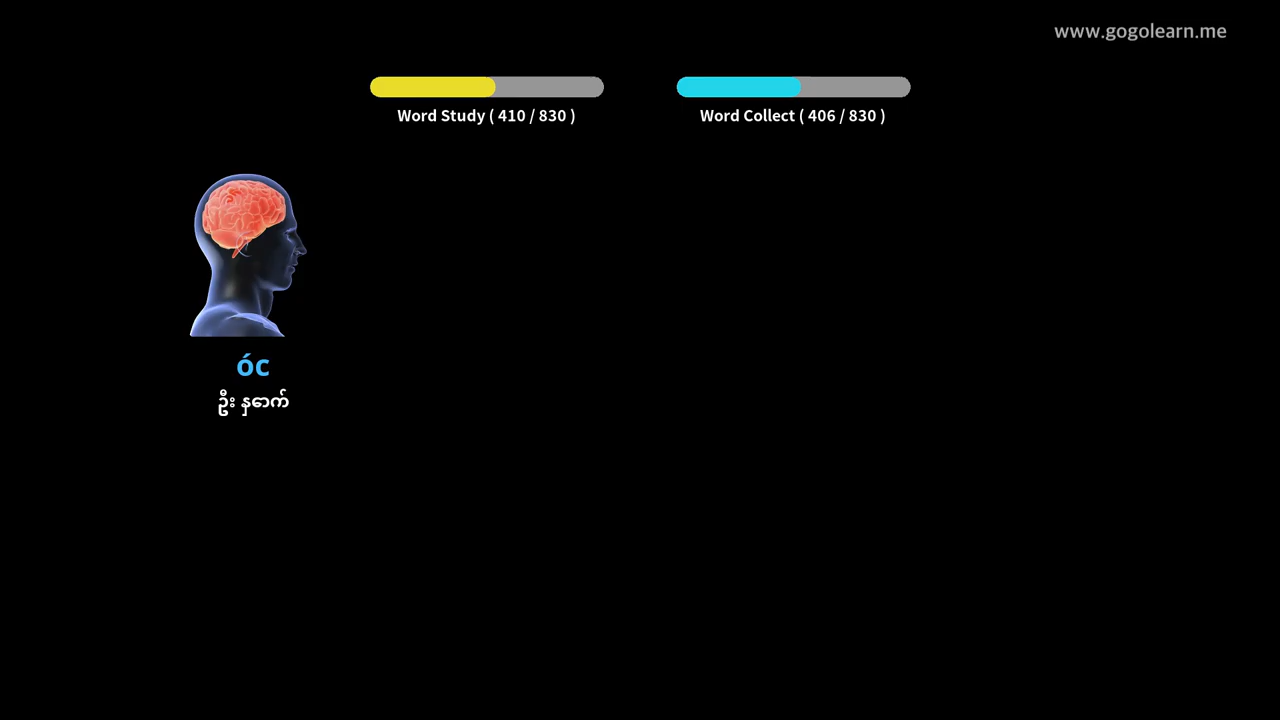 www.gogolearn.me
Word Study ( 410 / 830 )
Word Collect ( 406 / 830 )
óc
ဦး နှောက်